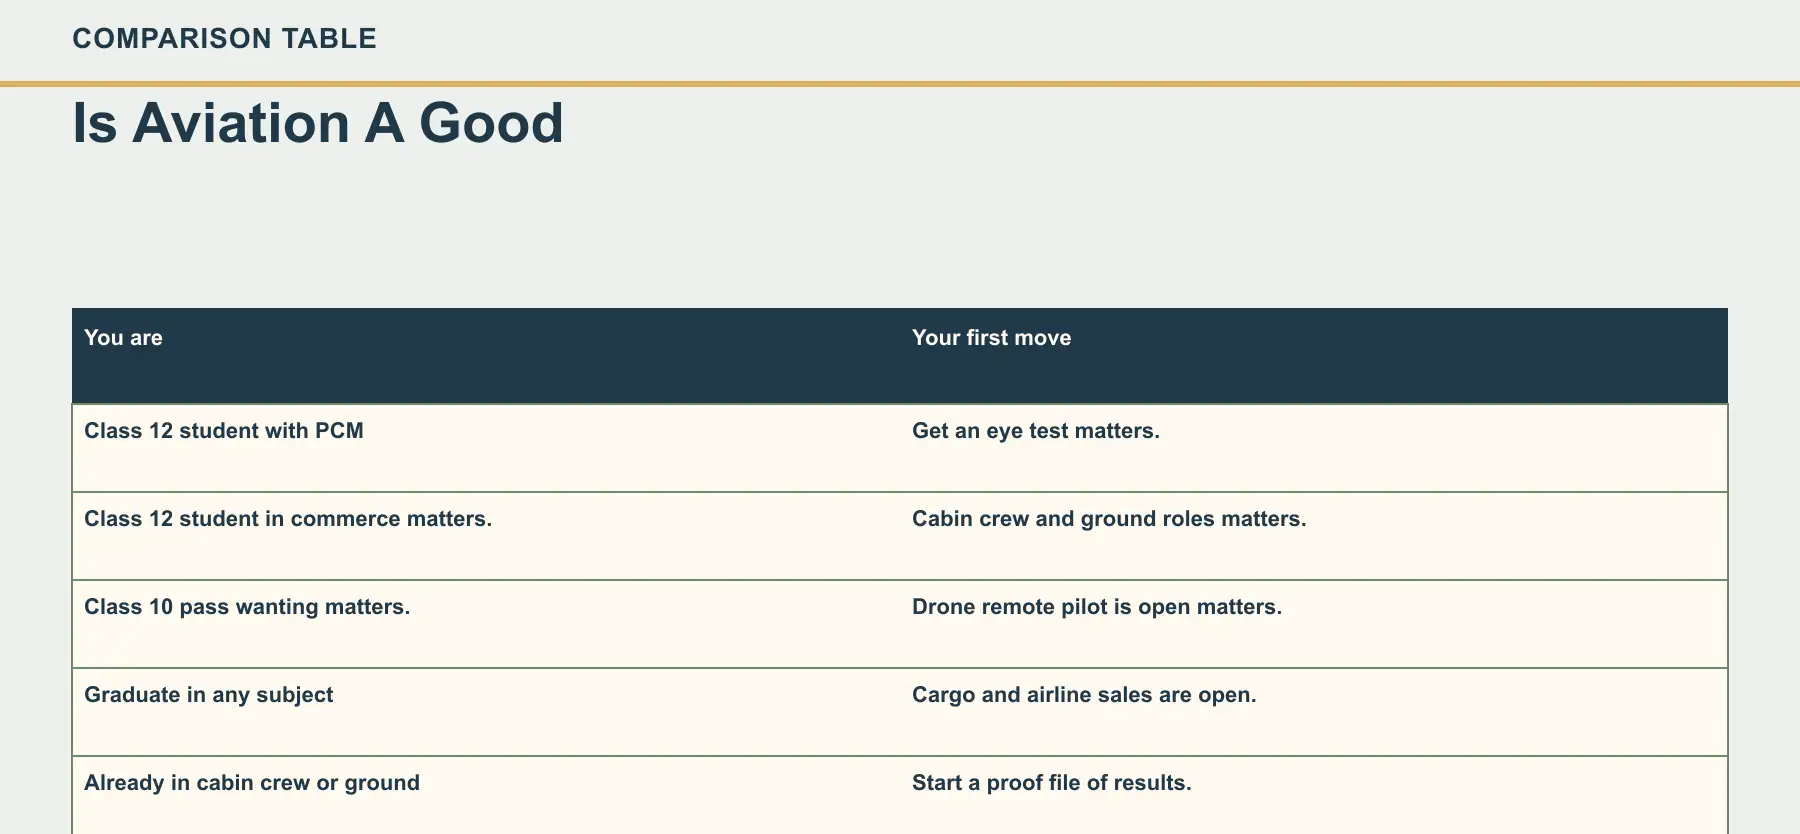 COMPARISON TABLE
Is Aviation A Good
You are Your first move
Class 12 student with PCM Get an eye test matters.
Class 12 student in commerce matters. Cabin crew and ground roles matters.
Class 10 pass wanting matters. Drone remote pilot is open matters.
Graduate in any subject Cargo and airline sales are open.
Already in cabin crew or ground Start a proof file of results.